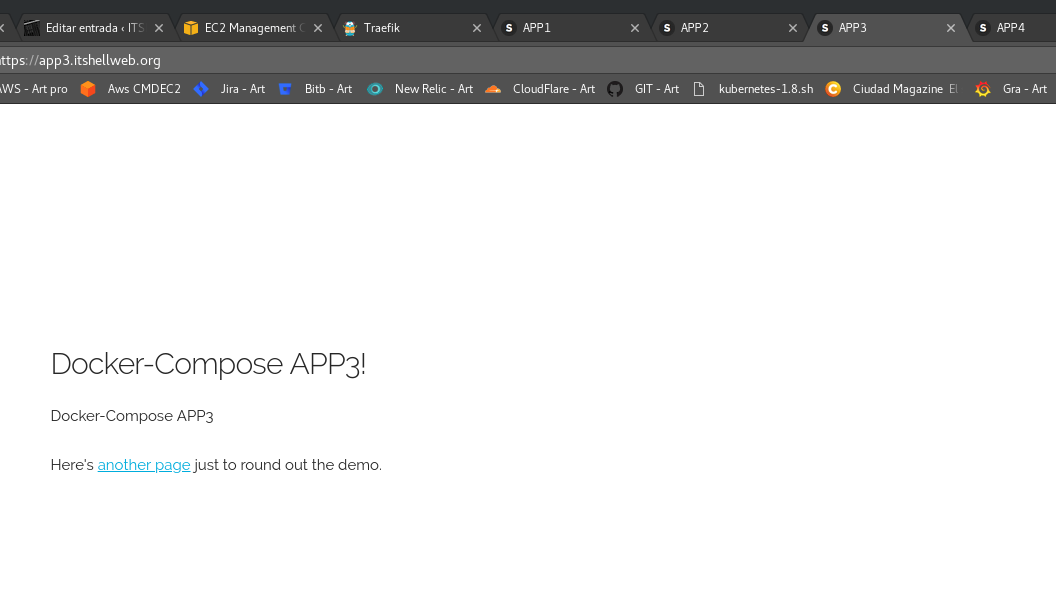 Editar entrada ‹ ITS
EC2 Management
Traefik
APP1
APP2
APP3
APP4
ttps://app3.itshellweb.org
AWS - Art pro
Aws CMDEC2
Jira - Art
Bitb - Art
New Relic - Art
CloudFlare - Art
GIT - Art
kubernetes-1.8.sh
Ciudad Magazine El
Gra - Art
Docker-Compose APP3!
Docker-Compose APP3
Here's another page just to round out the demo.